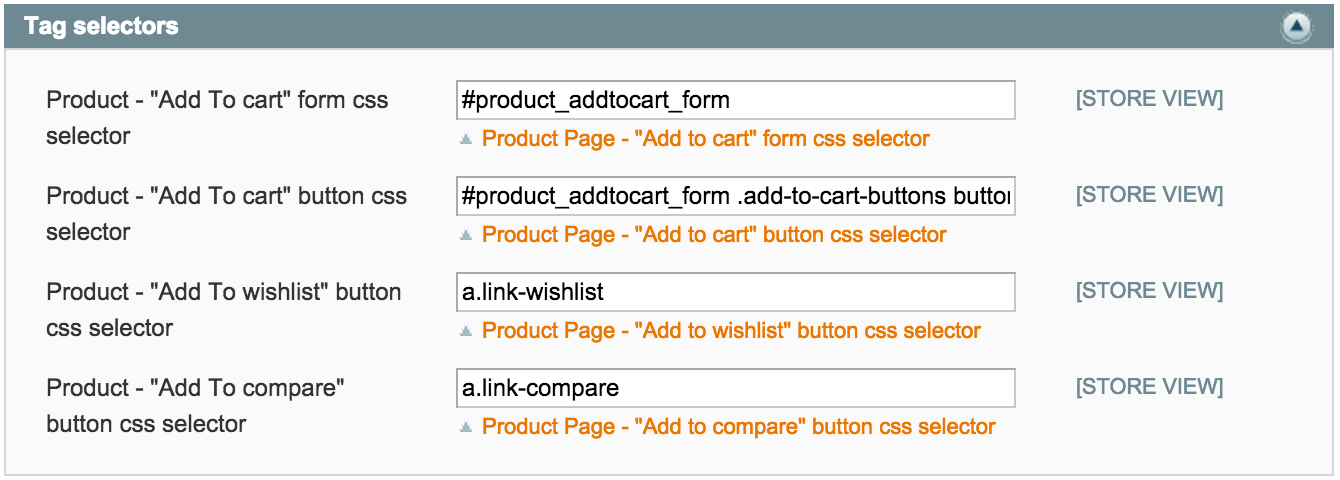 Tag selectors
Product - "Add To cart" form css
selector
#product_addtocart_form
[STORE VIEW]
Product Page - "Add to cart" form css selector
Product - "Add To cart" button css
selector
#product_addtocart_form .add-to-cart-buttons
[STORE VIEW]
Product Page - "Add to cart" button css selector
Product - "Add To wishlist" button
css selector
a.link-wishlist
[STORE VIEW]
Product Page - "Add to wishlist" button css selector
Product - "Add To compare"
button css selector
a.link-compare
[STORE VIEW]
Product Page - "Add to compare" button css selector